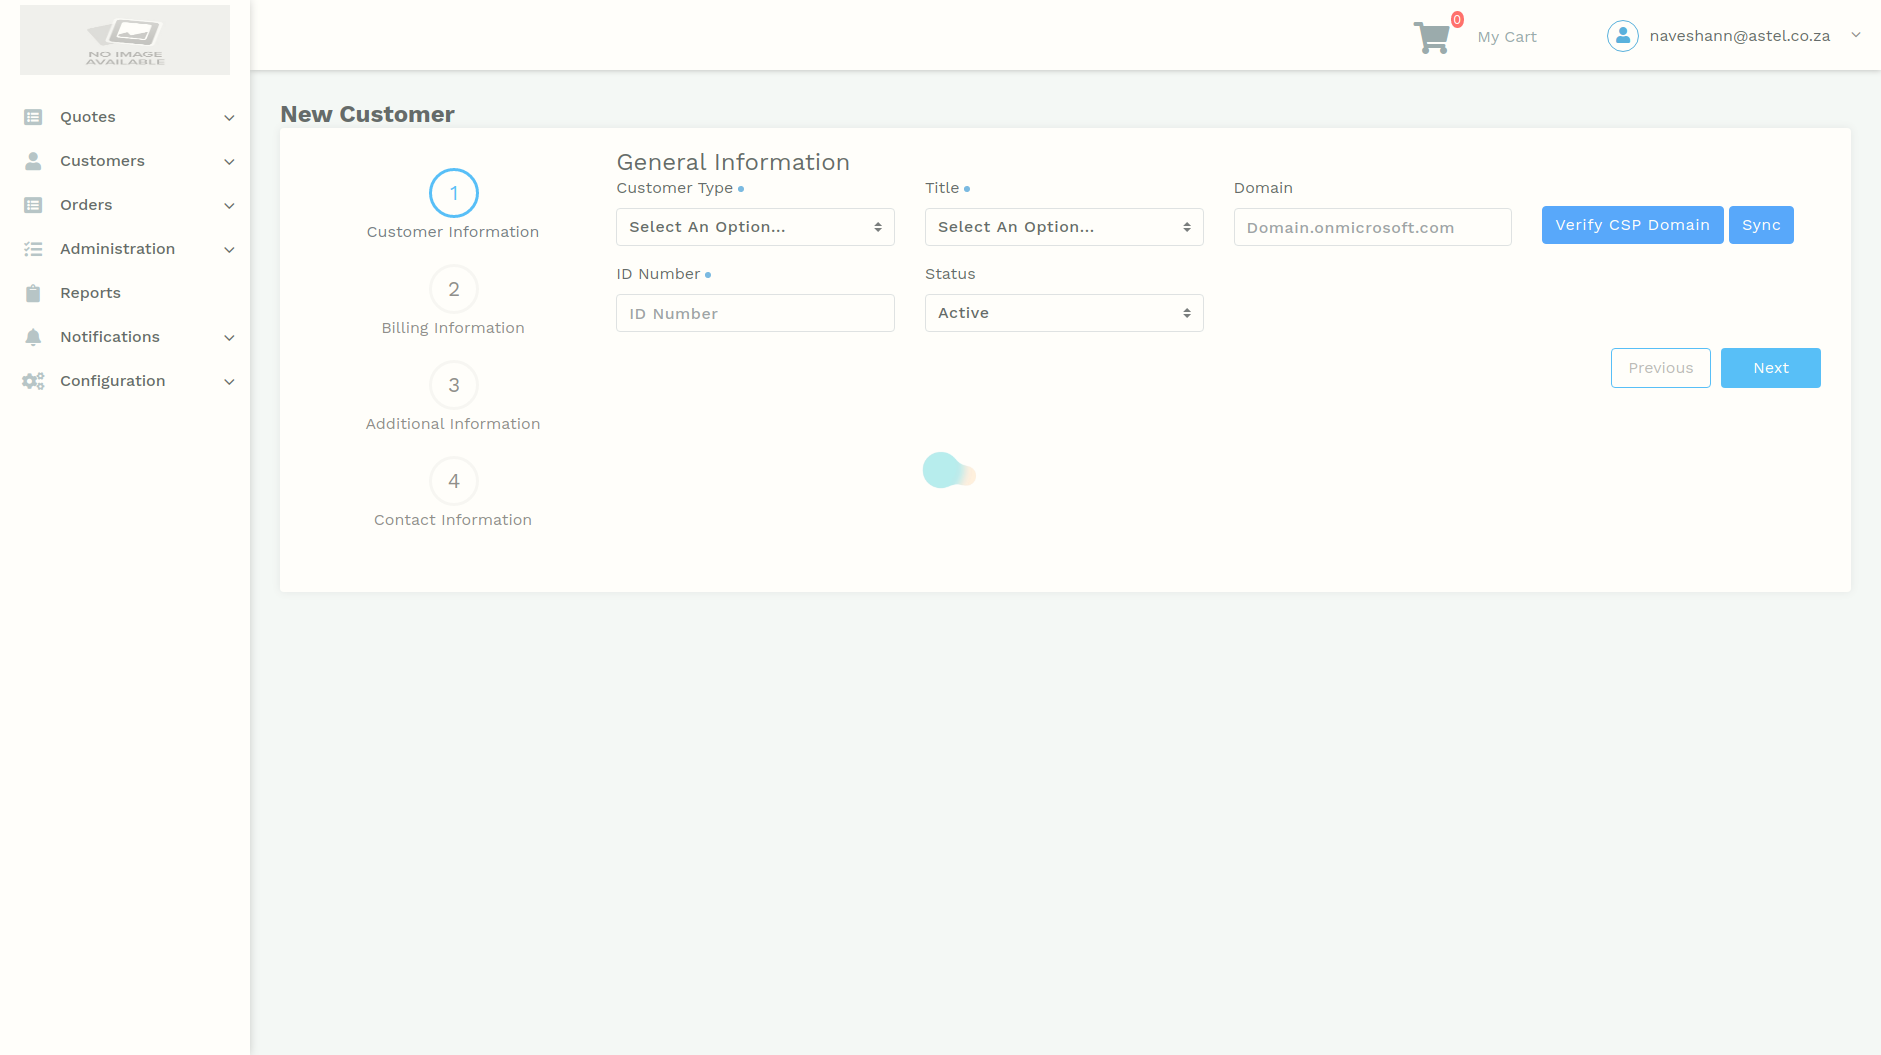 NO IMAGE
AVAILABLE
0
My Cart
naveshann@astel.co.za
Quotes
Customers
Orders
Administration
Reports
Notifications
Configuration
New Customer
1
Customer Information
2
Billing Information
3
Additional Information
4
Contact Information
General Information
Customer Type
Title
Domain
Select An Option...
Select An Option...
Domain.onmicrosoft.com
Verify CSP Domain
Sync
ID Number
Status
ID Number
Active
Previous
Next